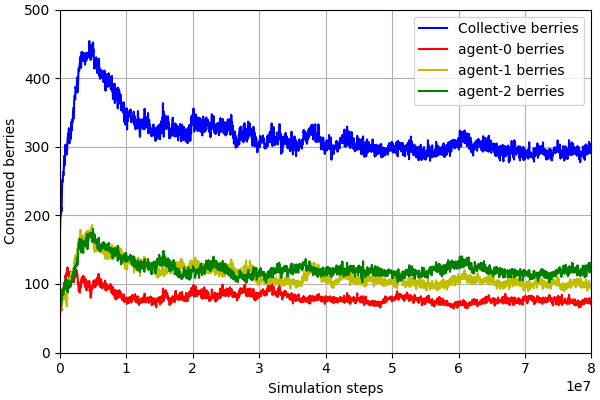 500
400
300
200
100
0
Consumed berries
Collective berries
agent-0 berries
agent-1 berries
agent-2 berries
0 1 2 3 4 5 6 7 8
1e7
Simulation steps